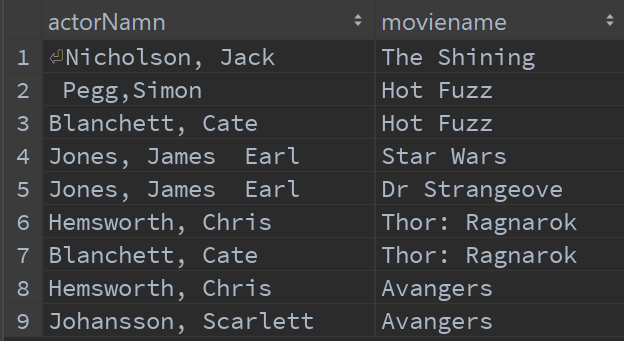 actorNamn moviename
1 ⏎Nicholson, Jack The Shining
2  Pegg,Simon Hot Fuzz
3 Blanchett, Cate Hot Fuzz
4 Jones, James  Earl Star Wars
5 Jones, James  Earl Dr Strangeove
6 Hemsworth, Chris Thor: Ragnarok
7 Blanchett, Cate Thor: Ragnarok
8 Hemsworth, Chris Avangers
9 Johansson, Scarlett Avangers